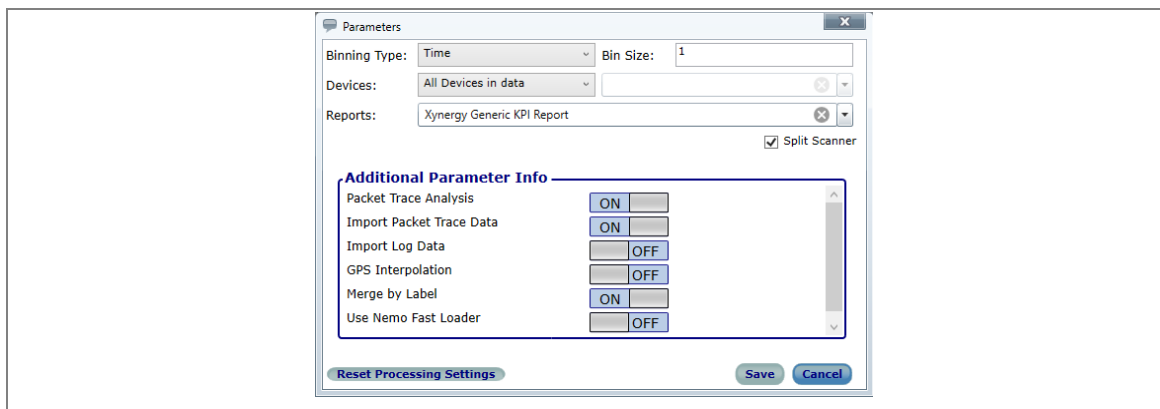 Parameters
Binning Type: Time Bin Size: 1
Devices: All Devices in data
Reports: Xynergy Generic KPI Report
Split Scanner
Additional Parameter Info
Packet Trace Analysis ON
Import Packet Trace Data ON
Import Log Data OFF
GPS Interpolation OFF
Merge by Label ON
Use Nemo Fast Loader OFF
Reset Processing Settings Save Cancel